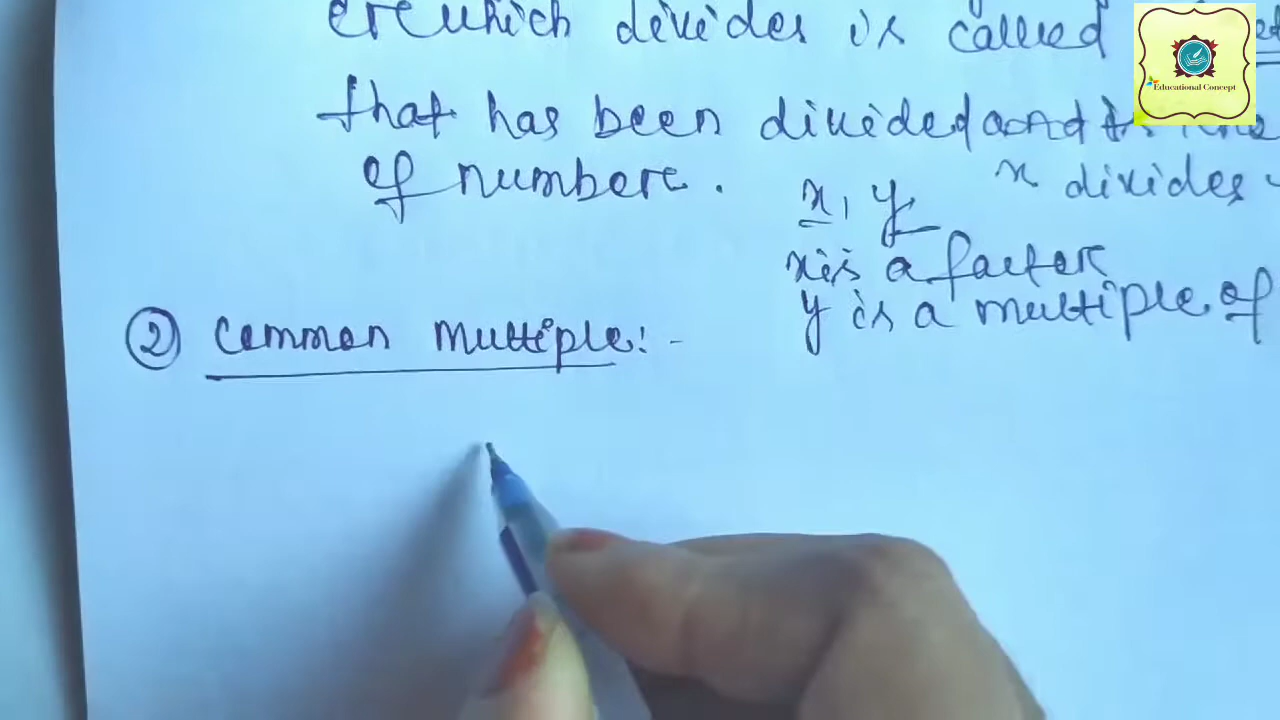 which divides is called
that has been divided
of number.
x, y x divides
x is a factor
y is a multiple of
② Common Multiple:-
Educational Concept